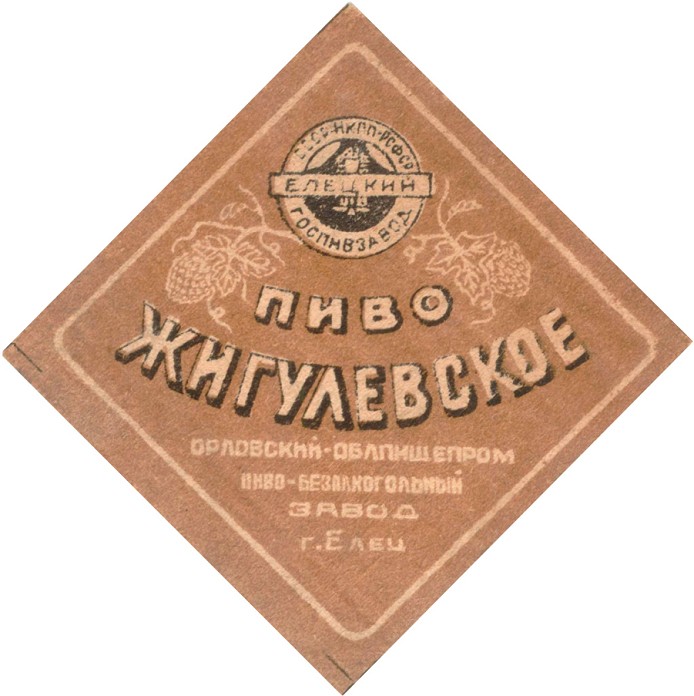 СССР-НКПП-РСФСР
ЕЛЕЦКИЙ
ГОСПИВЗАВОД
ПИВО
ЖИГУЛЕВСКОЕ
ОРЛОВСКИЙ-ОБЛПИЩЕПРОМ
ПИВО-БЕЗАЛКОГОЛЬНЫЙ
ЗАВОД
г. ЕЛЕЦ